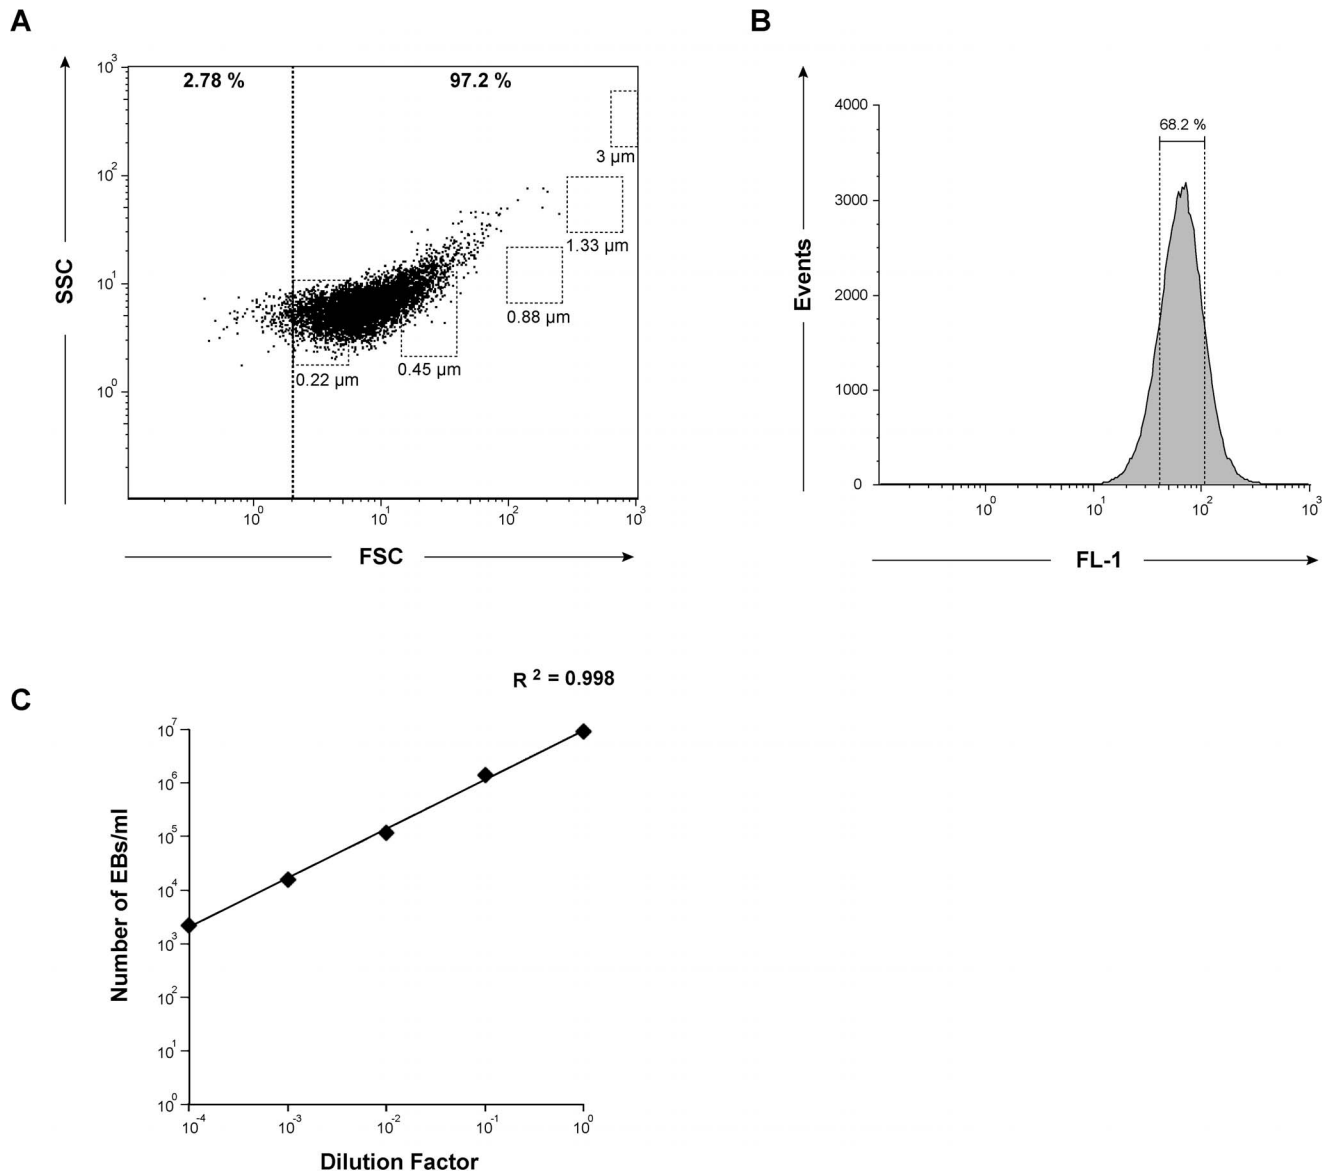 A
B
10³
10²
10¹
10⁰
SSC
2.78 %
97.2 %
3 µm
1.33 µm
0.88 µm
0.45 µm
0.22 µm
10⁰ 10¹ 10² 10³
FSC
4000
3000
2000
1000
0
Events
68.2 %
10⁰ 10¹ 10² 10³
FL-1
C
R ² = 0.998
10⁷
10⁶
10⁵
10⁴
10³
10²
10¹
10⁰
Number of EBs/ml
10⁻⁴ 10⁻³ 10⁻² 10⁻¹ 10⁰
Dilution Factor